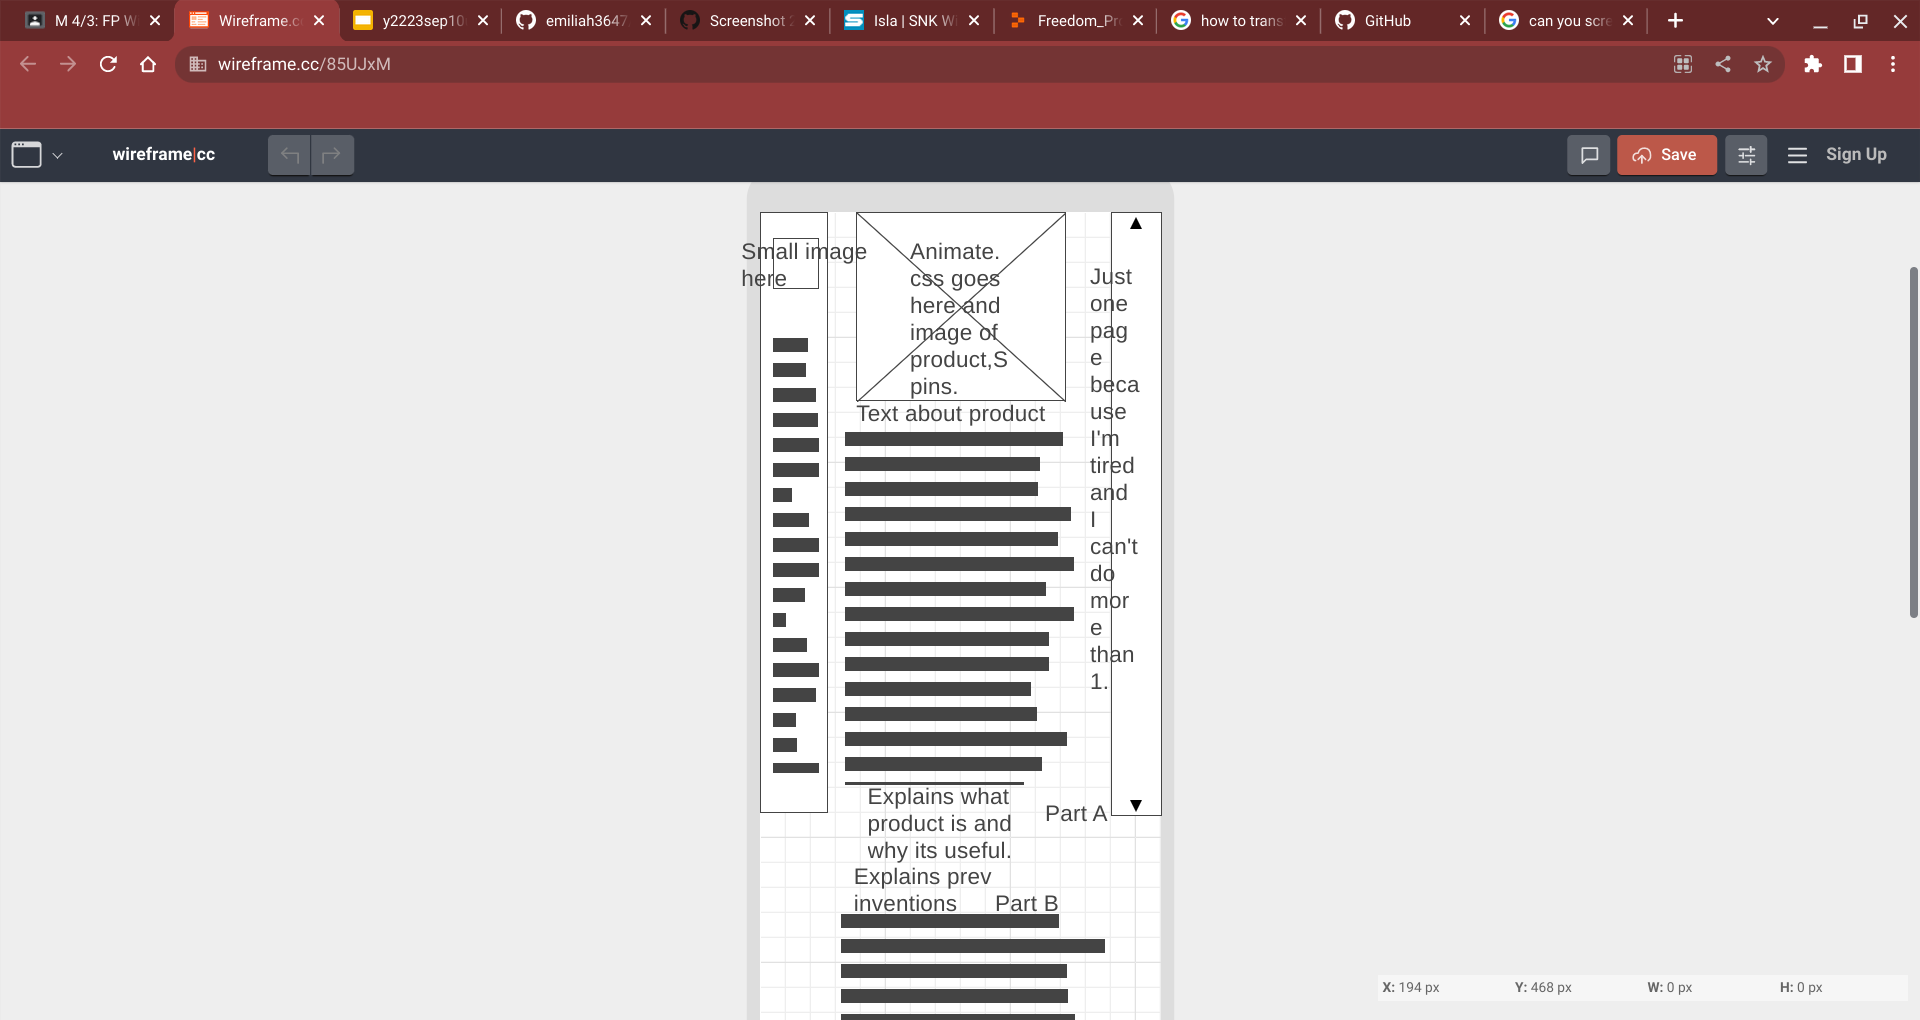 M 4/3: FP W
Wireframe.c
y2223sep10
emiliah3647
Screenshot 2
Isla | SNK Wi
Freedom_Pr
how to trans
GitHub
can you scre
wireframe.cc/85UJxM
wireframe|cc
Save
Sign Up
Small image
here
Animate.
css goes
here and
image of
product,S
pins.
Text about product
Just
one
pag
e
beca
use
I'm
tired
and
I
can't
do
mor
e
than
1.
Explains what
product is and
why its useful.
Part A
Explains prev
inventions
Part B
X: 194 px Y: 468 px W: 0 px H: 0 px